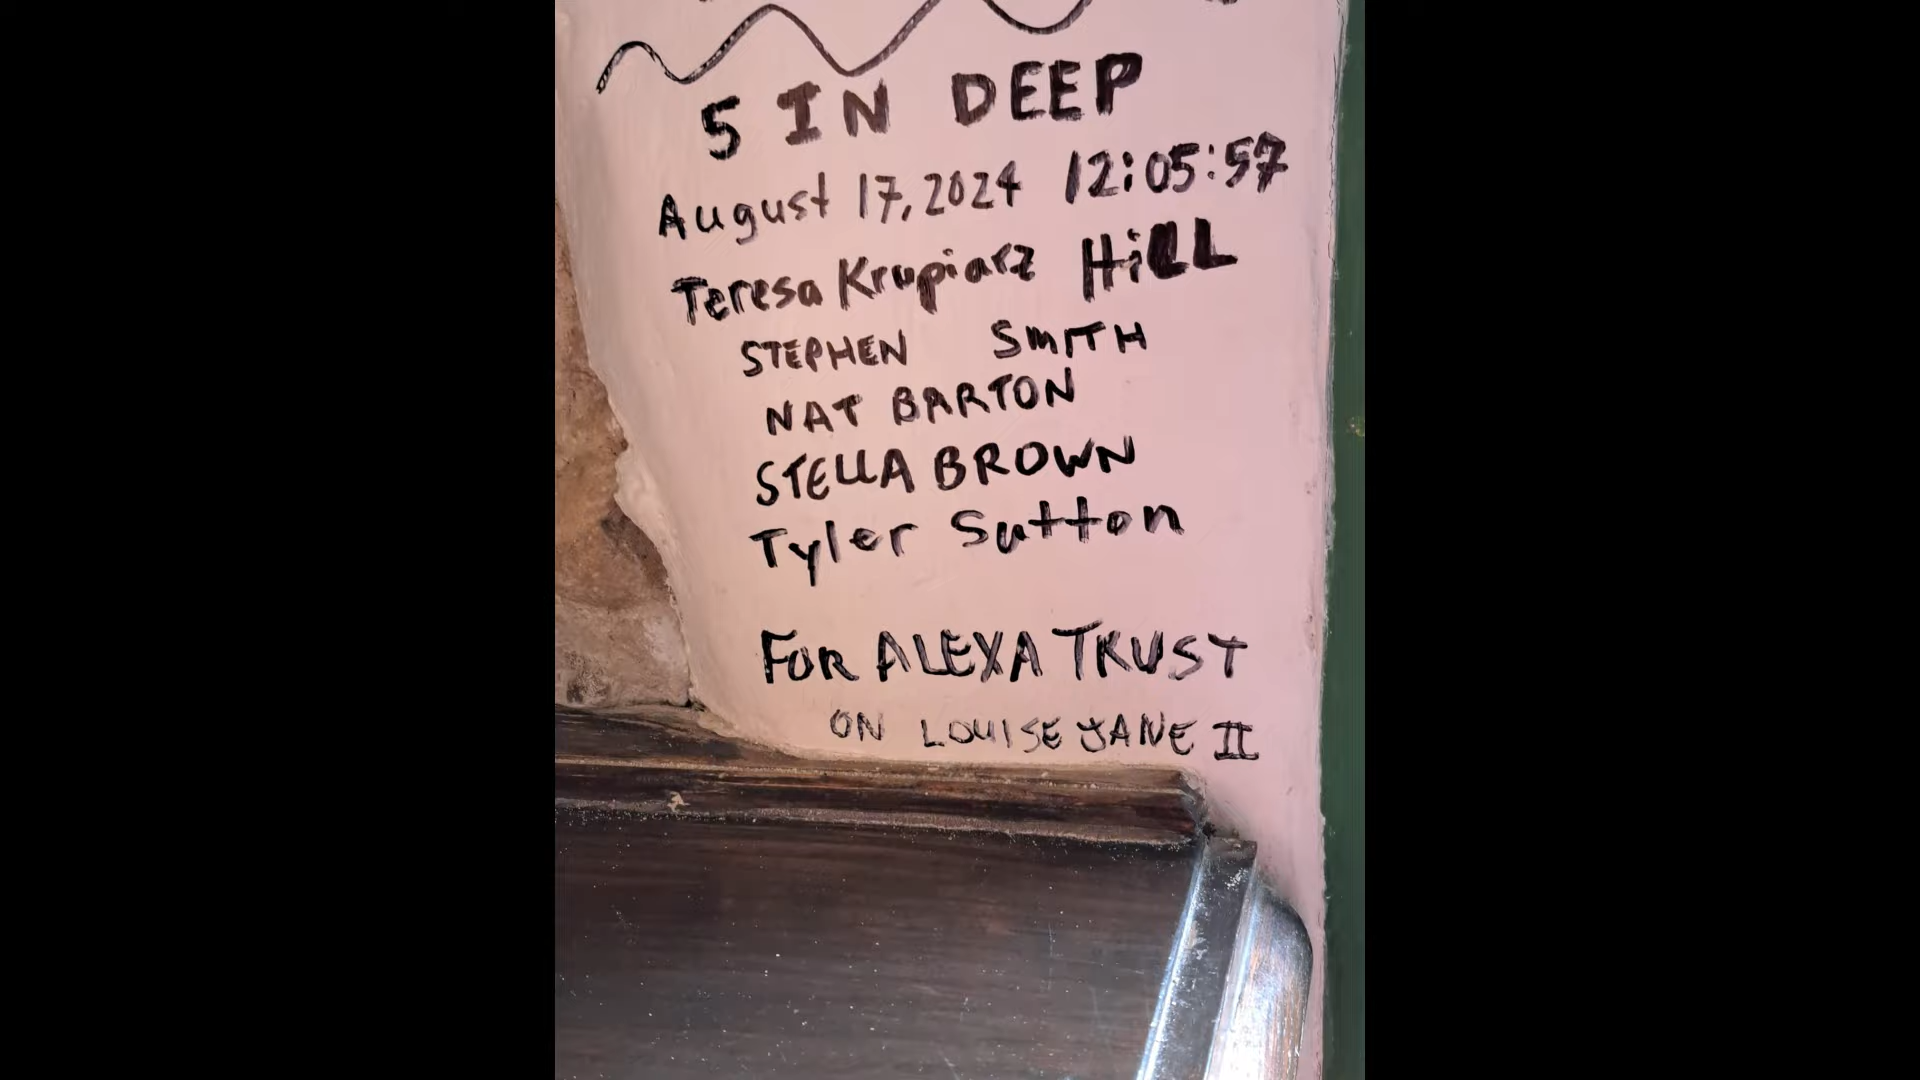 5 IN DEEP
August 17, 2024 12:05:57
Teresa Krupiarz HiLL
STEPHEN SMITH
NAT BARTON
STELLA BROWN
Tyler Sutton
FOR ALEXA TRUST
ON LOUISE JANE II